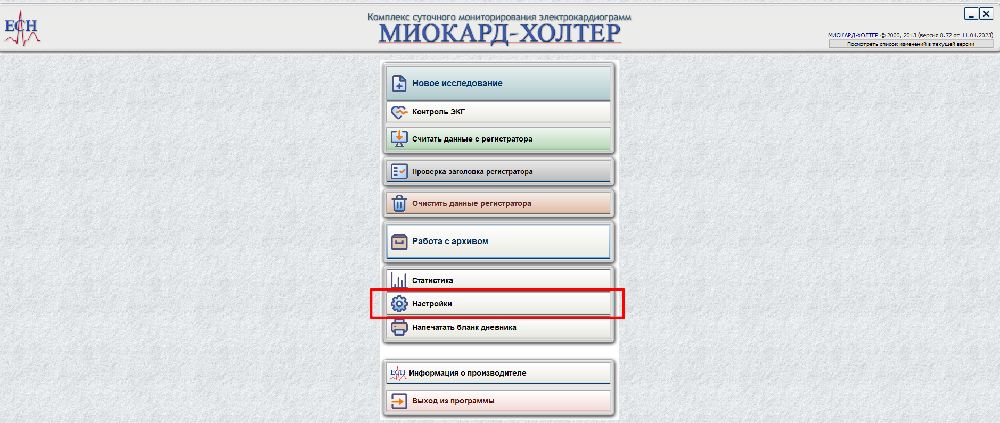 ECH
Комплекс суточного мониторирования электрокардиограмм
МИОКАРД-ХОЛТЕР
МИОКАРД-ХОЛТЕР © 2000, 2013 (версия 8.72 от 11.01.2023)
Посмотреть список изменений в текущей версии
Новое исследование
Контроль ЭКГ
Считать данные с регистратора
Проверка заголовка регистратора
Очистить данные регистратора
Работа с архивом
Статистика
Настройки
Напечатать бланк дневника
ECH Информация о производителе
Выход из программы